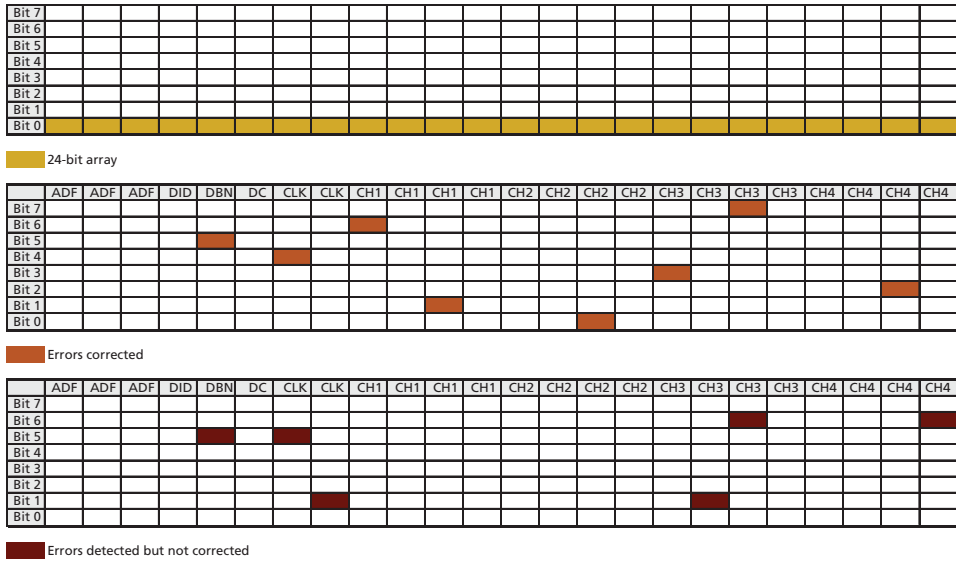 Bit 7
Bit 6
Bit 5
Bit 4
Bit 3
Bit 2
Bit 1
Bit 0
24-bit array
ADF ADF ADF DID DBN DC CLK CLK CH1 CH1 CH1 CH1 CH2 CH2 CH2 CH2 CH3 CH3 CH3 CH3 CH4 CH4 CH4 CH4
Bit 7
Bit 6
Bit 5
Bit 4
Bit 3
Bit 2
Bit 1
Bit 0
Errors corrected
ADF ADF ADF DID DBN DC CLK CLK CH1 CH1 CH1 CH1 CH2 CH2 CH2 CH2 CH3 CH3 CH3 CH3 CH4 CH4 CH4 CH4
Bit 7
Bit 6
Bit 5
Bit 4
Bit 3
Bit 2
Bit 1
Bit 0
Errors detected but not corrected